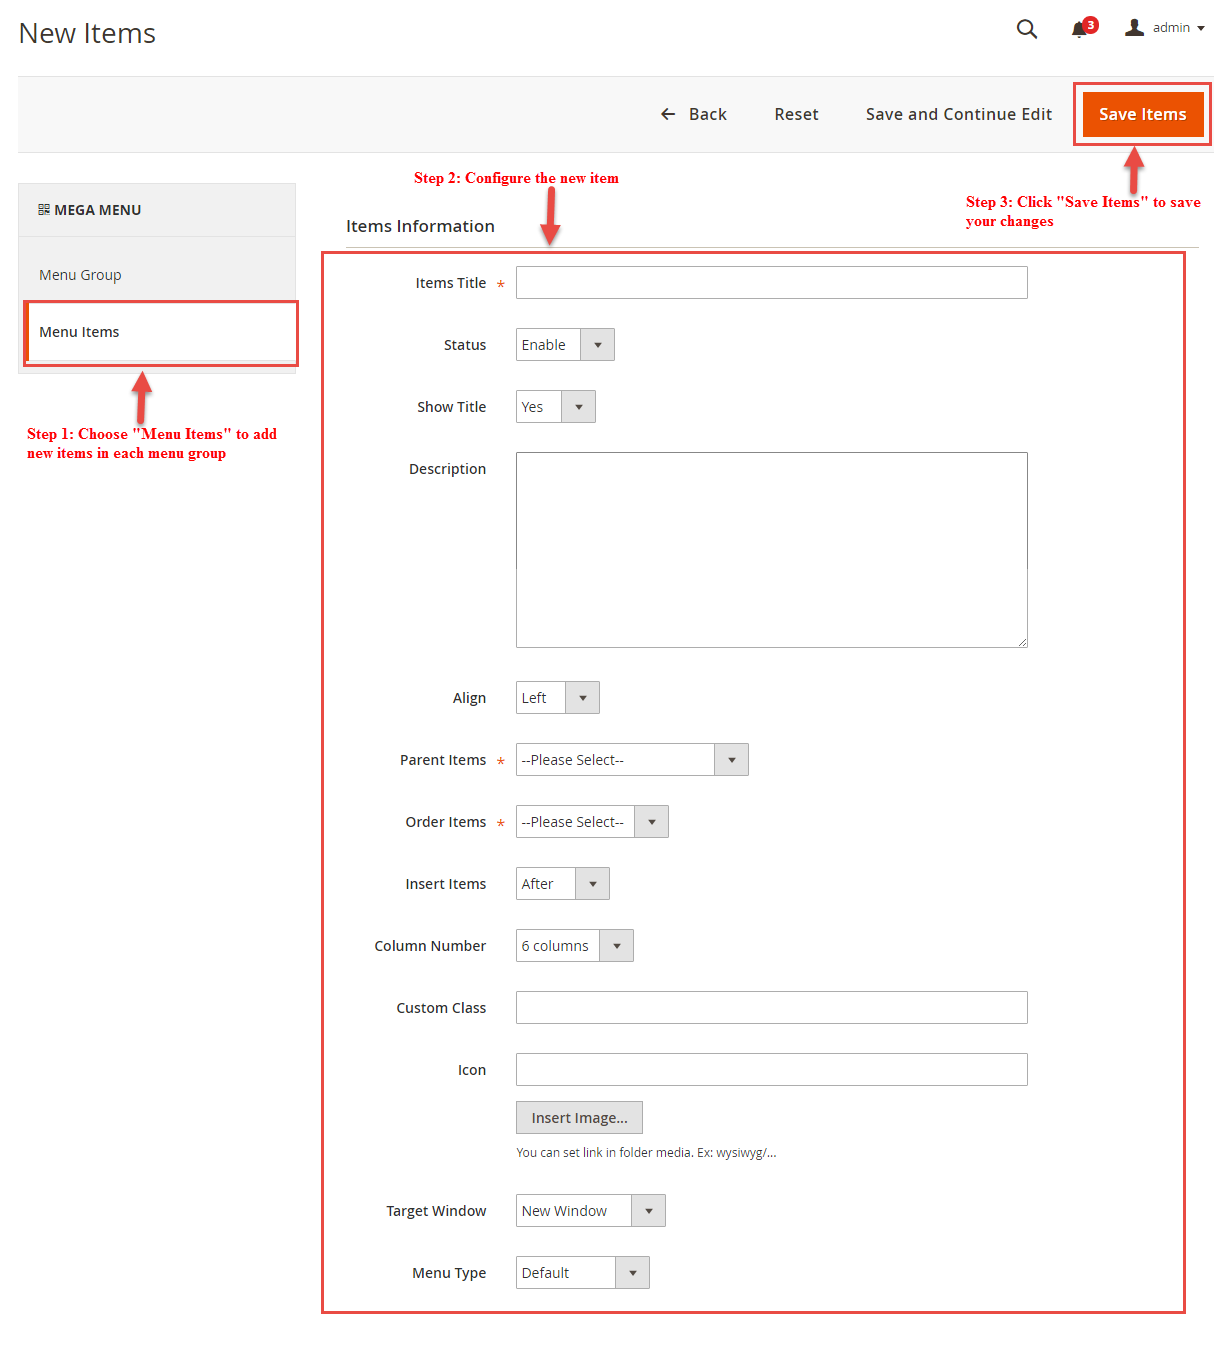 New Items
3
admin
Back
Reset
Save and Continue Edit
Save Items
Step 2: Configure the new item
Step 3: Click "Save Items" to save
your changes
MEGA MENU
Menu Group
Menu Items
Step 1: Choose "Menu Items" to add
new items in each menu group
Items Information
Items Title *
Status Enable
Show Title Yes
Description
Align Left
Parent Items * --Please Select--
Order Items * --Please Select--
Insert Items After
Column Number 6 columns
Custom Class
Icon
Insert Image...
You can set link in folder media. Ex: wysiwyg/...
Target Window New Window
Menu Type Default